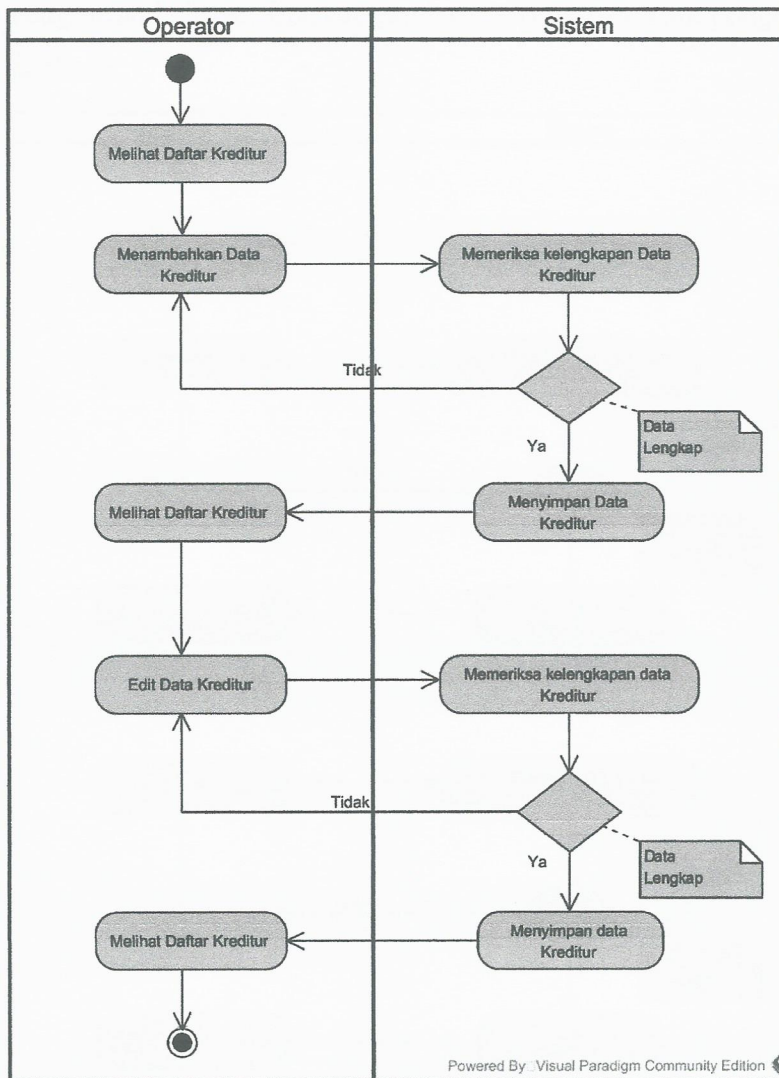 Operator
Sistem
Melihat Daftar Kreditur
Menambahkan Data
Kreditur
Memeriksa kelengkapan Data
Kreditur
Tidak
Data
Lengkap
Ya
Menyimpan Data
Kreditur
Melihat Daftar Kreditur
Edit Data Kreditur
Memeriksa kelengkapan data
Kreditur
Tidak
Data
Lengkap
Ya
Menyimpan data
Kreditur
Melihat Daftar Kreditur
Powered By Visual Paradigm Community Edition